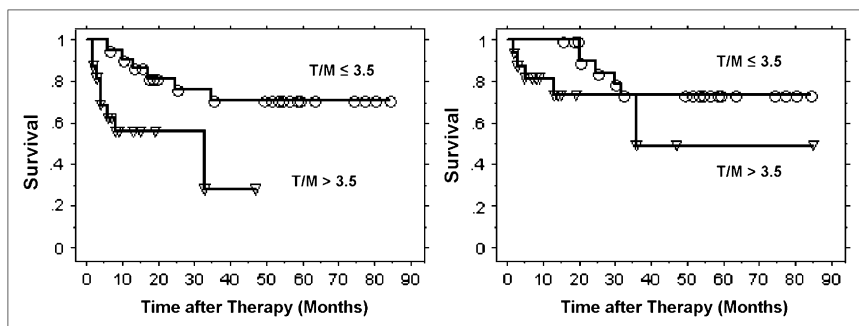 1
.8
.6
.4
.2
0
Survival
T/M ≤ 3.5
T/M > 3.5
0 10 20 30 40 50 60 70 80 90
Time after Therapy (Months)
1
.8
.6
.4
.2
0
Survival
T/M ≤ 3.5
T/M > 3.5
0 10 20 30 40 50 60 70 80 90
Time after Therapy (Months)